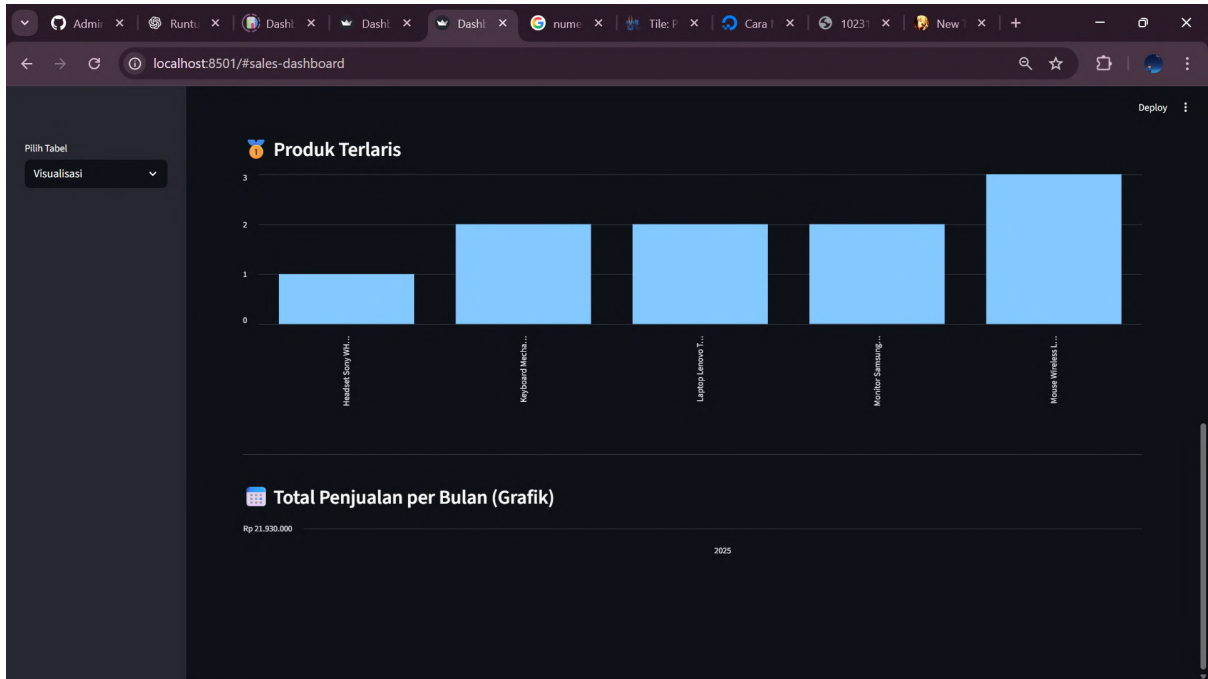 Admir
Runtu
Dashl
Dashl
Dashl
nume
Tile: P
Cara I
10231
New
localhost:8501/#sales-dashboard
Deploy
Pilih Tabel
Visualisasi
Produk Terlaris
3
2
1
0
Headset Sony WH...
Keyboard Mecha...
Laptop Lenovo T...
Monitor Samsung...
Mouse Wireless L...
Total Penjualan per Bulan (Grafik)
Rp 21.930.000
2025